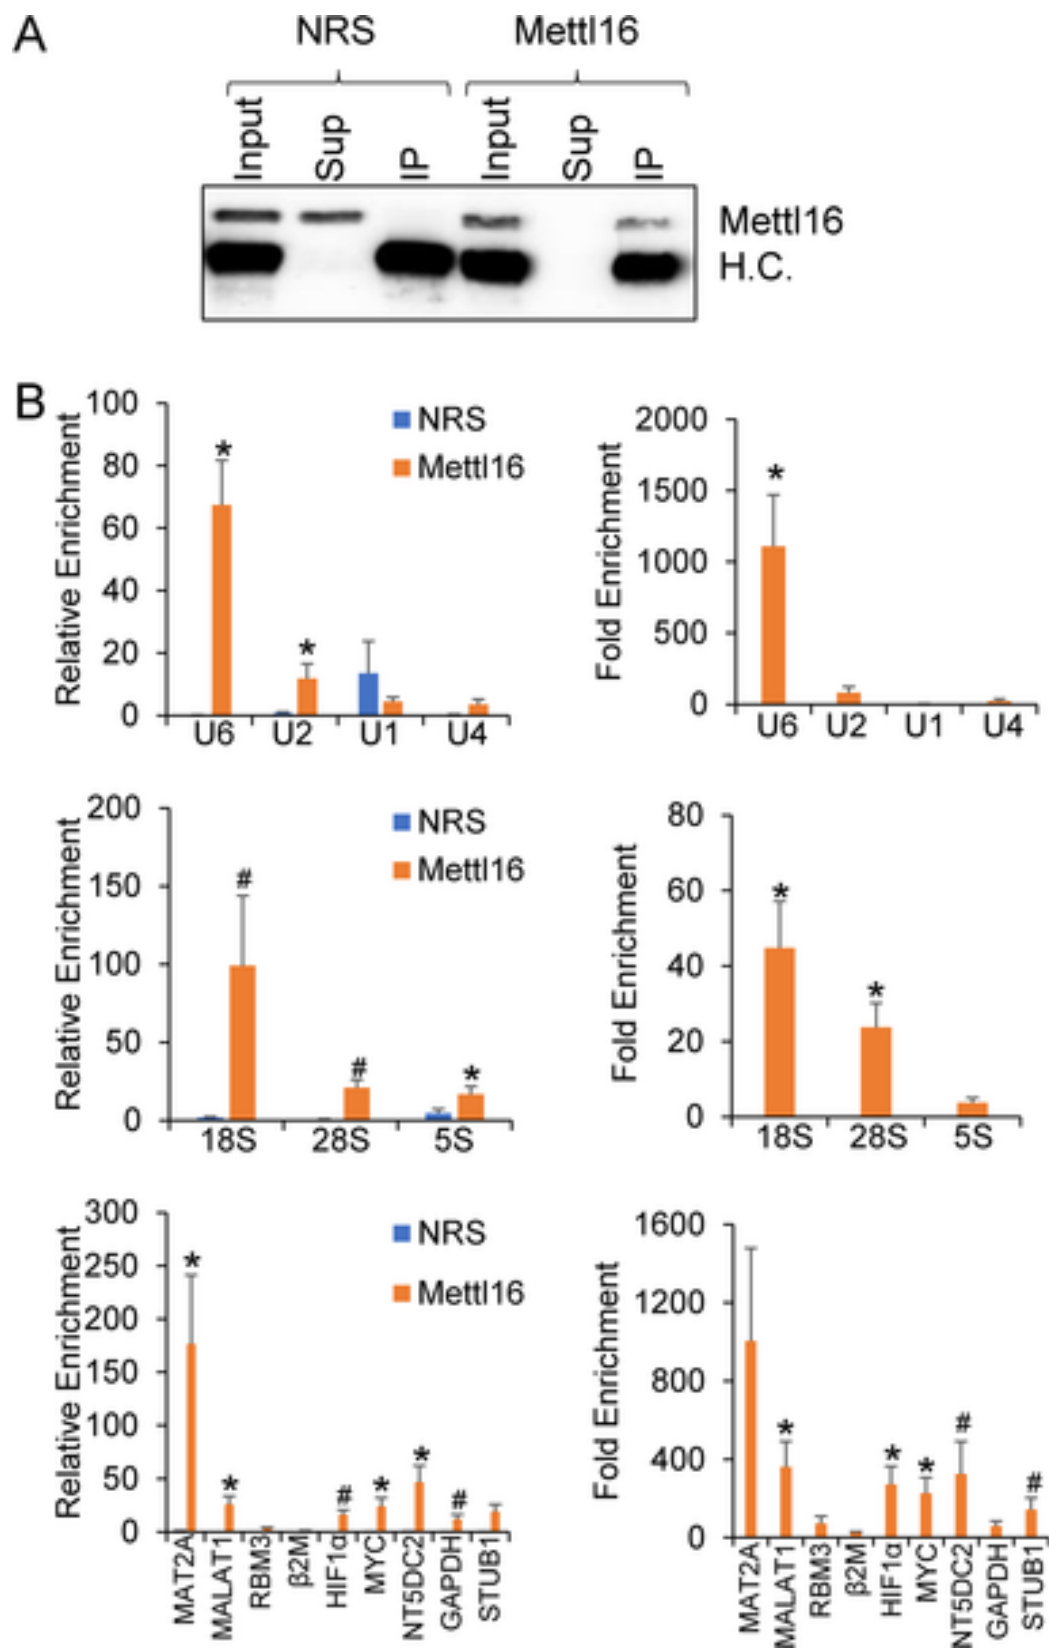 A
NRS Mettl16
Input Sup IP Input Sup IP
Mettl16
H.C.
B
Relative Enrichment
100
80
60
40
20
0
* *
NRS
Mettl16
U6 U2 U1 U4
Fold Enrichment
2000
1500
1000
500
0
*
U6 U2 U1 U4
Relative Enrichment
200
150
100
50
0
# # *
NRS
Mettl16
18S 28S 5S
Fold Enrichment
80
60
40
20
0
* *
18S 28S 5S
Relative Enrichment
300
250
200
150
100
50
0
* * # * * #
NRS
Mettl16
MAT2A MALAT1 RBM3 β2M HIF1α MYC NT5DC2 GAPDH STUB1
Fold Enrichment
1600
1200
800
400
0
* * * # #
MAT2A MALAT1 RBM3 β2M HIF1α MYC NT5DC2 GAPDH STUB1